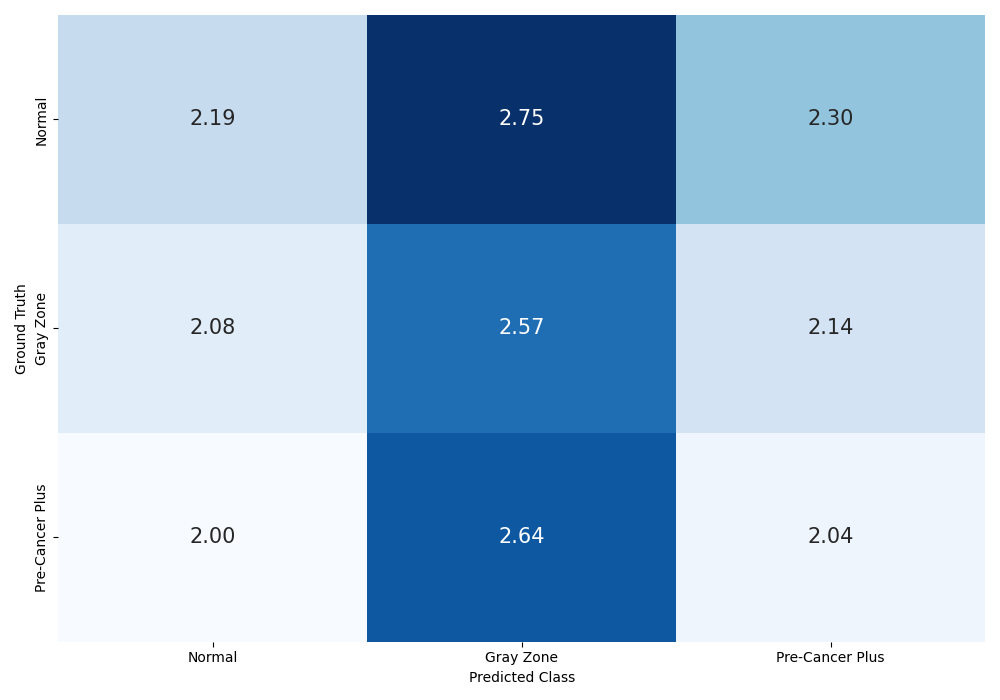 Ground Truth
Normal
2.19 2.75 2.30
Gray Zone
2.08 2.57 2.14
Pre-Cancer Plus
2.00 2.64 2.04
Normal Gray Zone Pre-Cancer Plus
Predicted Class